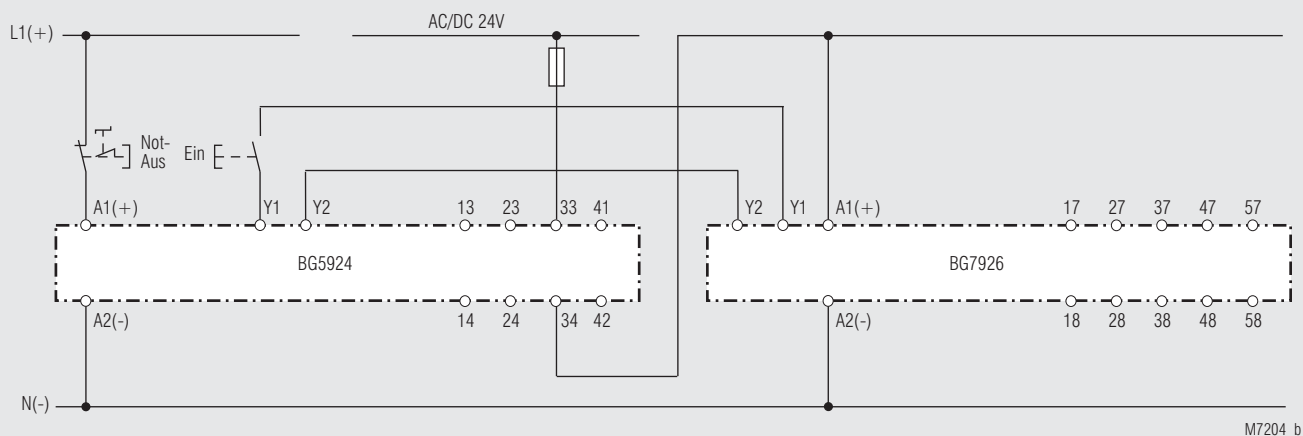 AC/DC 24V
L1(+)
Not-
Aus
Ein
A1(+) Y1 Y2 13 23 33 41 Y2 Y1 A1(+) 17 27 37 47 57
BG5924 BG7926
A2(-) 14 24 34 42 A2(-) 18 28 38 48 58
N(-)
M7204_b